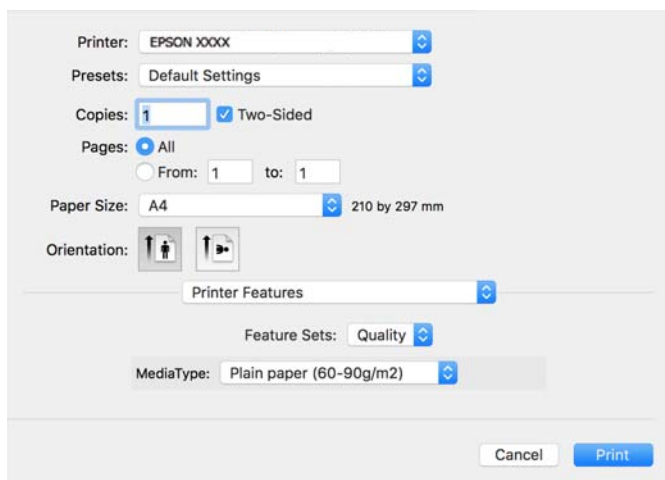 Printer: EPSON XXXX
Presets: Default Settings
Copies: 1 Two-Sided
Pages: All
From: 1 to: 1
Paper Size: A4 210 by 297 mm
Orientation:
Printer Features
Feature Sets: Quality
MediaType: Plain paper (60-90g/m2)
Cancel Print